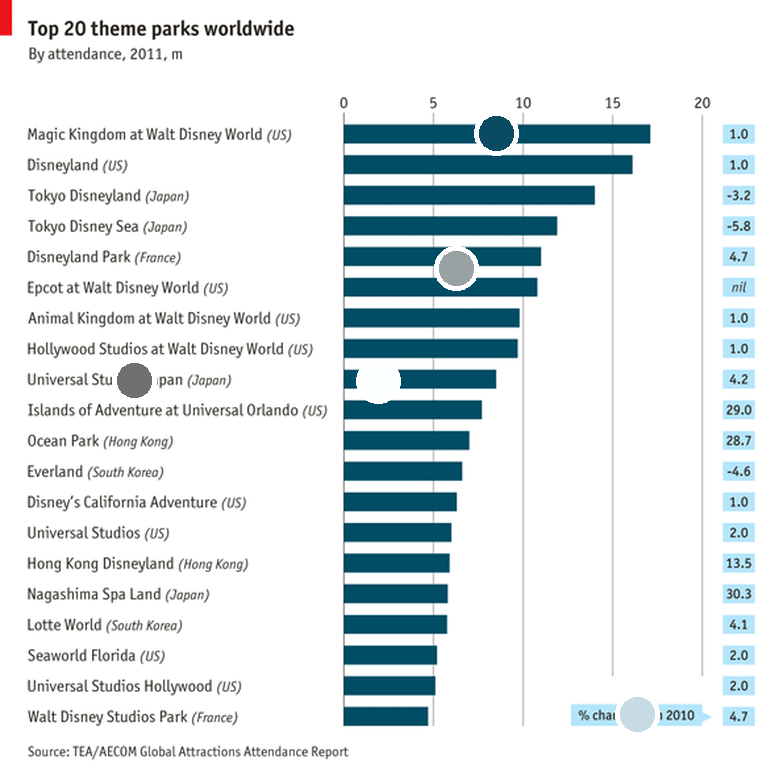 Top 20 theme parks worldwide
By attendance, 2011, m
0 5 10 15 20
Magic Kingdom at Walt Disney World (US) 1.0
Disneyland (US) 1.0
Tokyo Disneyland (Japan) -3.2
Tokyo Disney Sea (Japan) -5.8
Disneyland Park (France) 4.7
Epcot at Walt Disney World (US) nil
Animal Kingdom at Walt Disney World (US) 1.0
Hollywood Studios at Walt Disney World (US) 1.0
Universal (Japan) 4.2
Islands of Adventure at Universal Orlando (US) 29.0
Ocean Park (Hong Kong) 28.7
Everland (South Korea) -4.6
Disney's California Adventure (US) 1.0
Universal Studios (US) 2.0
Hong Kong Disneyland (Hong Kong) 13.5
Nagashima Spa Land (Japan) 30.3
Lotte World (South Korea) 4.1
Seaworld Florida (US) 2.0
Universal Studios Hollywood (US) 2.0
Walt Disney Studios Park (France) % 2010 4.7
Source: TEA/AECOM Global Attractions Attendance Report